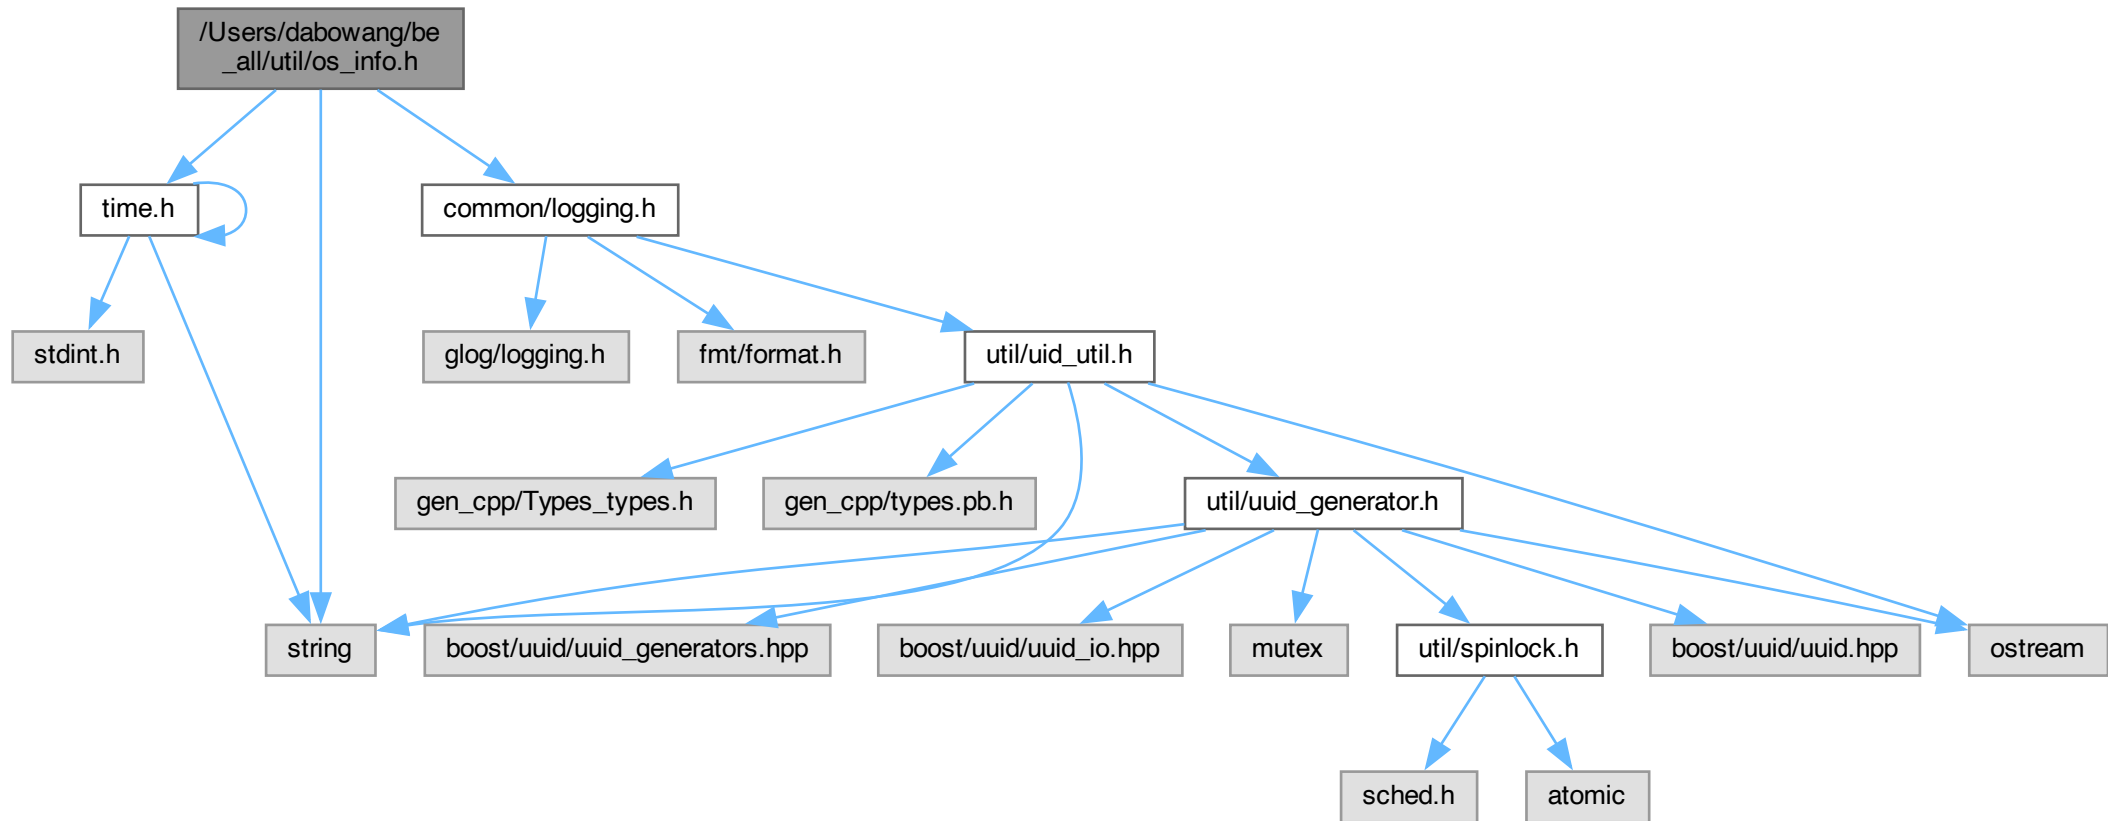 /Users/dabowang/be
_all/util/os_info.h
time.h
common/logging.h
stdint.h
glog/logging.h
fmt/format.h
util/uid_util.h
gen_cpp/Types_types.h
gen_cpp/types.pb.h
util/uuid_generator.h
string
boost/uuid/uuid_generators.hpp
boost/uuid/uuid_io.hpp
mutex
util/spinlock.h
boost/uuid/uuid.hpp
ostream
sched.h
atomic